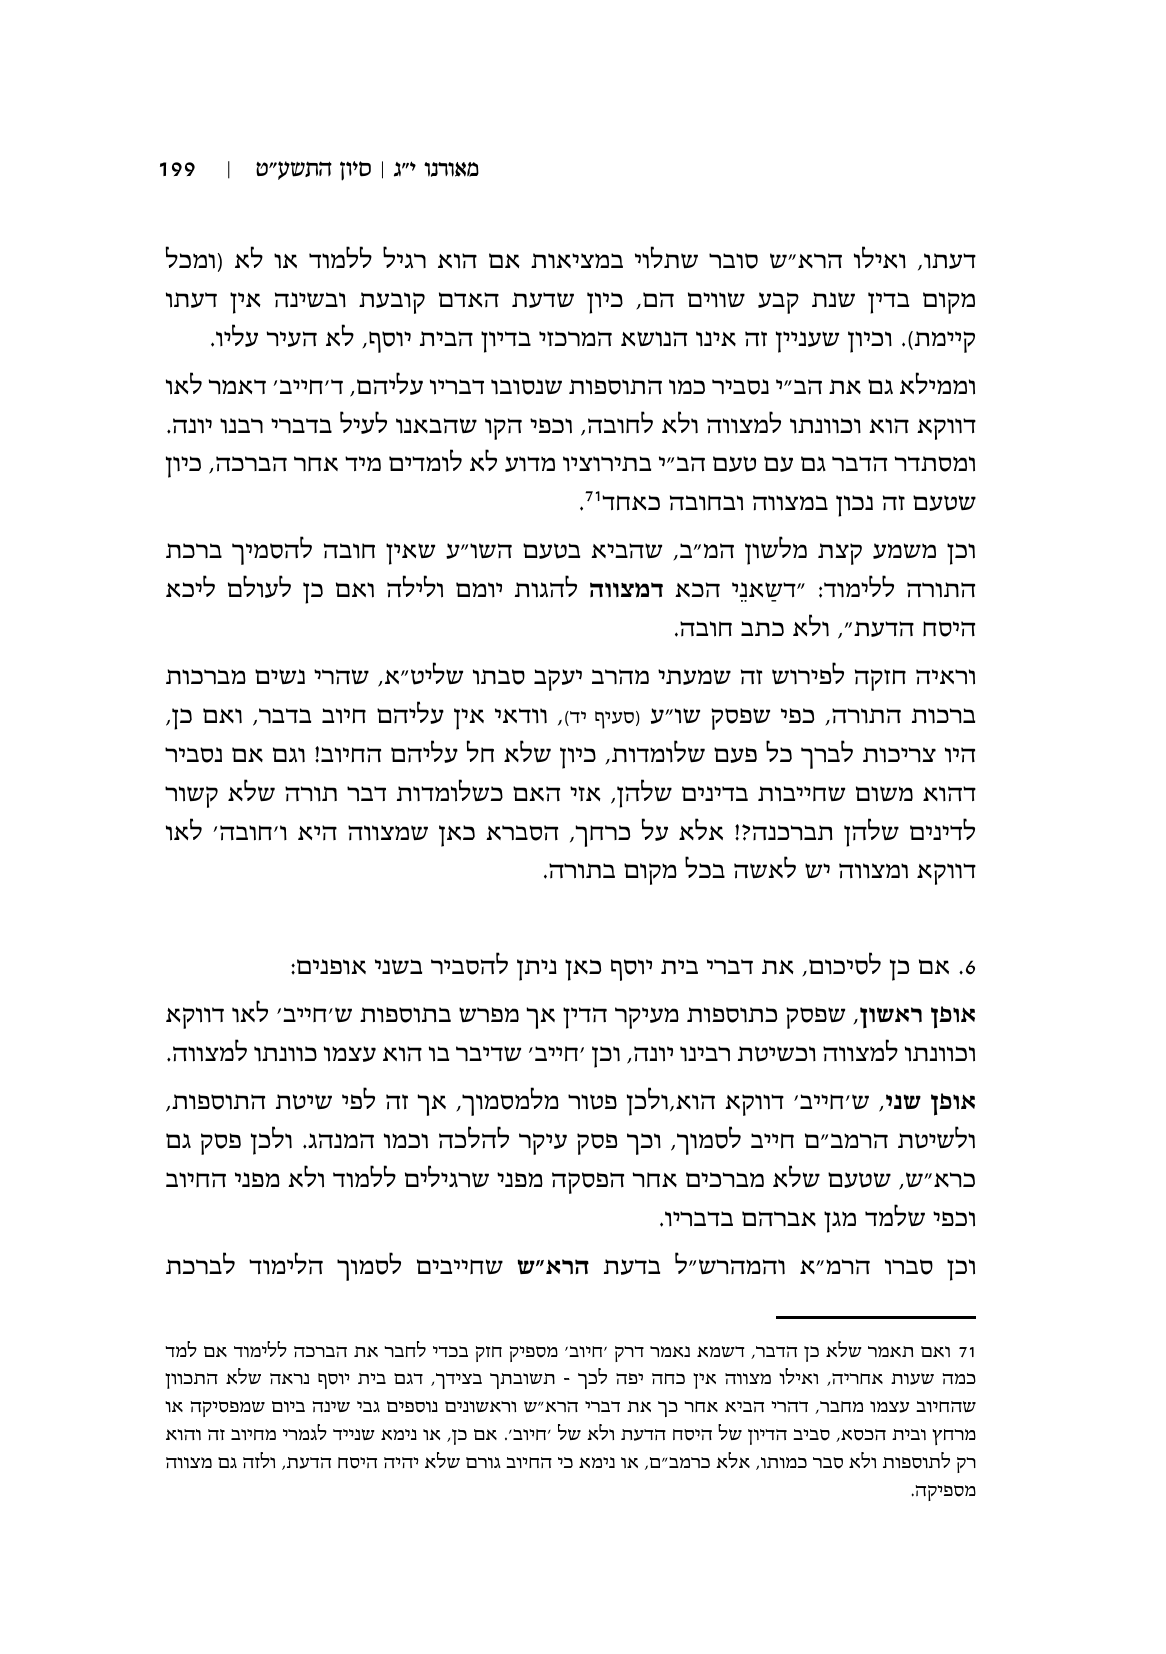 מאורנו י״ג | סיון התשע״ט | 199
דעתו, ואילו הרא״ש סובר שתלוי במציאות אם הוא רגיל ללמוד או לא (ומכל
מקום בדין שנת קבע שווים הם, כיון שדעת האדם קובעת ובשינה אין דעתו
קיימת). וכיון שעניין זה אינו הנושא המרכזי בדיון הבית יוסף, לא העיר עליו.
וממילא גם את הב״י נסביר כמו התוספות שנסובו דבריו עליהם, ד׳חייב׳ דאמר לאו
דווקא הוא וכוונתו למצווה ולא לחובה, וכפי הקו שהבאנו לעיל בדברי רבנו יונה.
ומסתדר הדבר גם עם טעם הב״י בתירוציו מדוע לא לומדים מיד אחר הברכה, כיון
שטעם זה נכון במצווה ובחובה כאחד71.
וכן משמע קצת מלשון המ״ב, שהביא בטעם השו״ע שאין חובה להסמיך ברכת
התורה ללימוד: ״דשַאנֵי הכא דמצווה להגות יומם ולילה ואם כן לעולם ליכא
היסח הדעת״, ולא כתב חובה.
וראיה חזקה לפירוש זה שמעתי מהרב יעקב סבתו שליט״א, שהרי נשים מברכות
ברכות התורה, כפי שפסק שו״ע (סעיף יד), וודאי אין עליהם חיוב בדבר, ואם כן,
היו צריכות לברך כל פעם שלומדות, כיון שלא חל עליהם החיוב! וגם אם נסביר
דהוא משום שחייבות בדינים שלהן, אזי האם כשלומדות דבר תורה שלא קשור
לדינים שלהן תברכנה?! אלא על כרחך, הסברא כאן שמצווה היא ו׳חובה׳ לאו
דווקא ומצווה יש לאשה בכל מקום בתורה.
6. אם כן לסיכום, את דברי בית יוסף כאן ניתן להסביר בשני אופנים:
אופן ראשון, שפסק כתוספות מעיקר הדין אך מפרש בתוספות ש׳חייב׳ לאו דווקא
וכוונתו למצווה וכשיטת רבינו יונה, וכן ׳חייב׳ שדיבר בו הוא עצמו כוונתו למצווה.
אופן שני, ש׳חייב׳ דווקא הוא,ולכן פטור מלמסמוך, אך זה לפי שיטת התוספות,
ולשיטת הרמב״ם חייב לסמוך, וכך פסק עיקר להלכה וכמו המנהג. ולכן פסק גם
כרא״ש, שטעם שלא מברכים אחר הפסקה מפני שרגילים ללמוד ולא מפני החיוב
וכפי שלמד מגן אברהם בדבריו.
וכן סברו הרמ״א והמהרש״ל בדעת הרא״ש שחייבים לסמוך הלימוד לברכת
71 ואם תאמר שלא כן הדבר, דשמא נאמר דרק ׳חיוב׳ מספיק חזק בכדי לחבר את הברכה ללימוד אם למד
כמה שעות אחריה, ואילו מצווה אין כחה יפה לכך - תשובתך בצידך, דגם בית יוסף נראה שלא התכוון
שהחיוב עצמו מחבר, דהרי הביא אחר כך את דברי הרא״ש וראשונים נוספים גבי שינה ביום שמפסיקה או
מרחץ ובית הכסא, סביב הדיון של היסח הדעת ולא של ׳חיוב׳. אם כן, או נימא שנייד לגמרי מחיוב זה והוא
רק לתוספות ולא סבר כמותו, אלא כרמב״ם, או נימא כי החיוב גורם שלא יהיה היסח הדעת, ולזה גם מצווה
מספיקה.